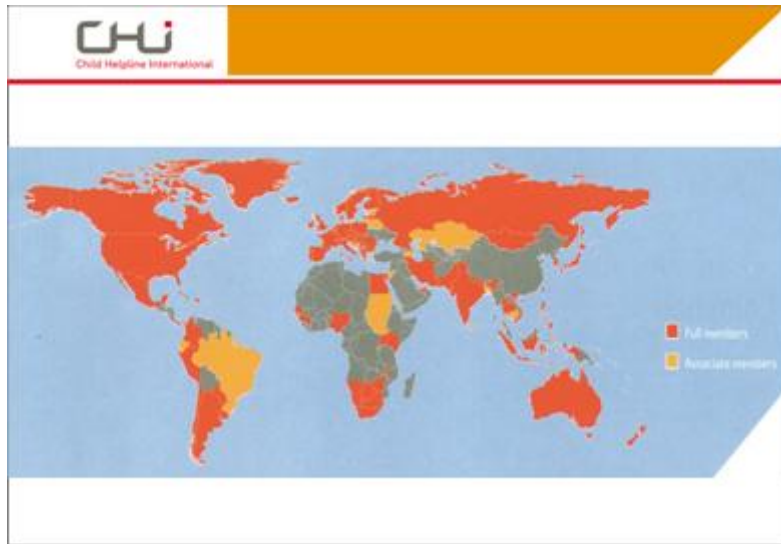 CHi
Child Helpline International
Full members
Associate members